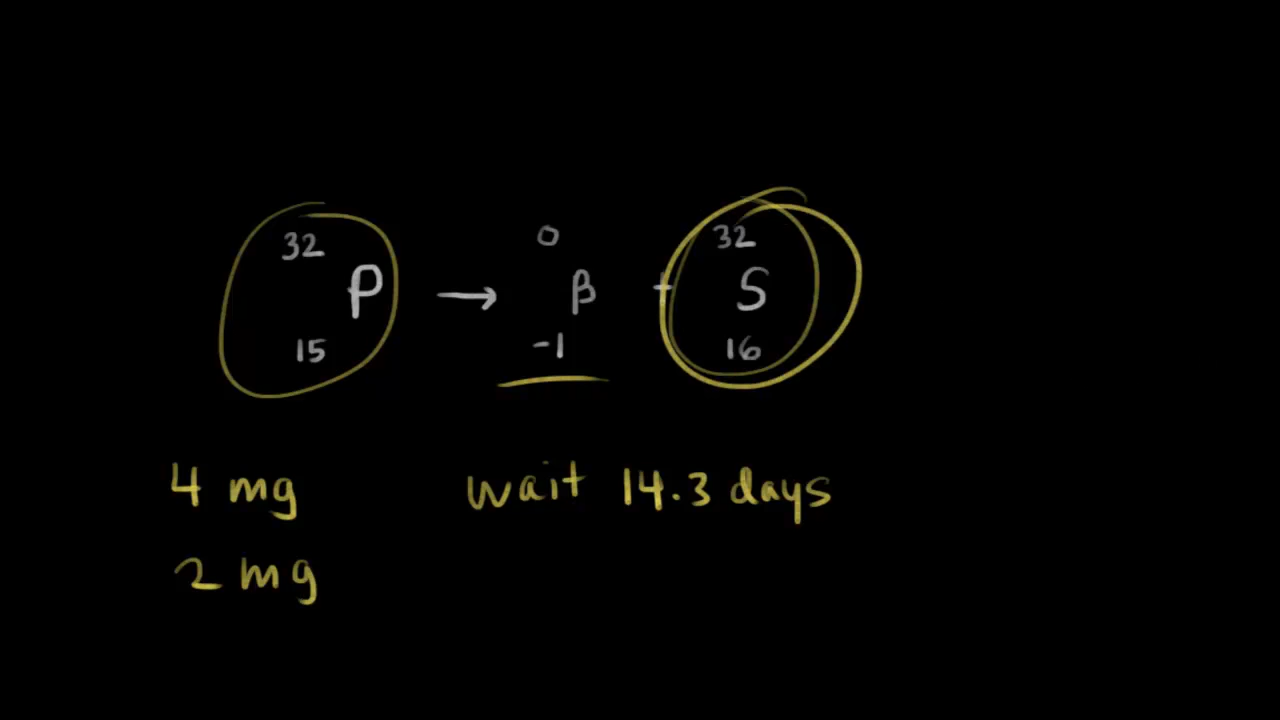 32 0 32
P → β + S
15 -1 16
4 mg wait 14.3 days
2 mg